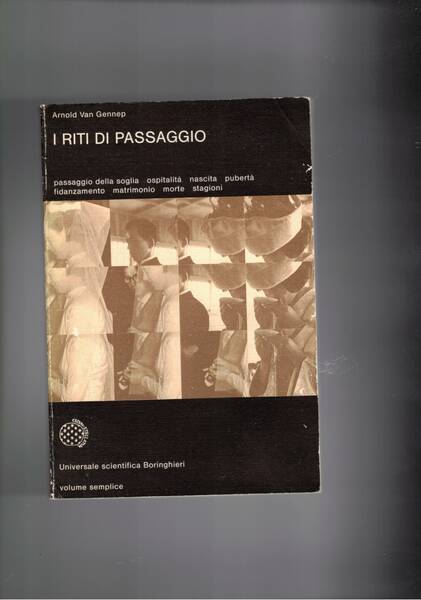 Arnold Van Gennep
I RITI DI PASSAGGIO
passaggio della soglia ospitalità nascita pubertà
fidanzamento matrimonio morte stagioni
Universale scientifica Boringhieri
volume semplice